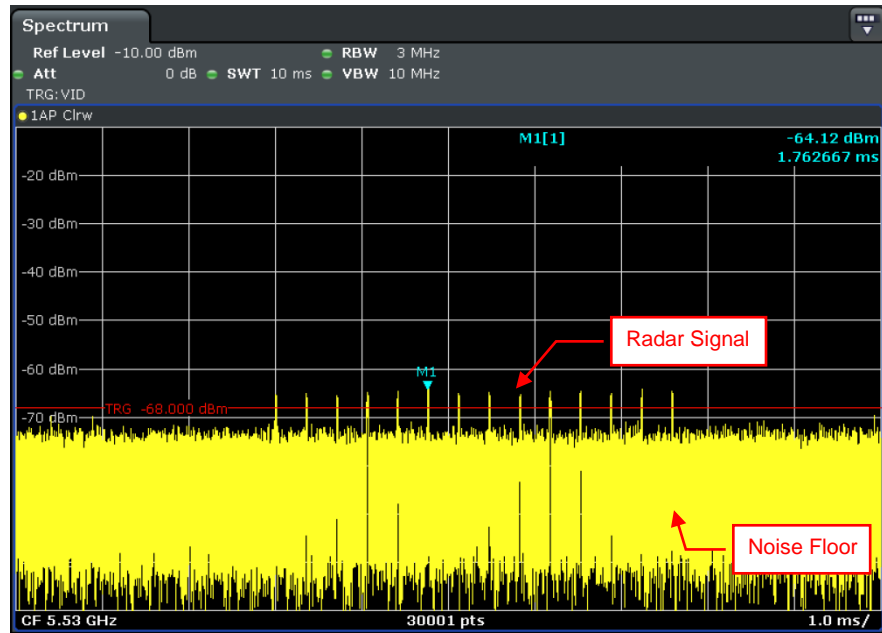 Spectrum
Ref Level -10.00 dBm RBW 3 MHz
Att 0 dB SWT 10 ms VBW 10 MHz
TRG:VID
1AP Clrw
M1[1] -64.12 dBm
1.762667 ms
-20 dBm
-30 dBm
-40 dBm
-50 dBm
Radar Signal
-60 dBm
M1
TRG -68.000 dBm
-70 dBm
Noise Floor
CF 5.53 GHz 30001 pts 1.0 ms/